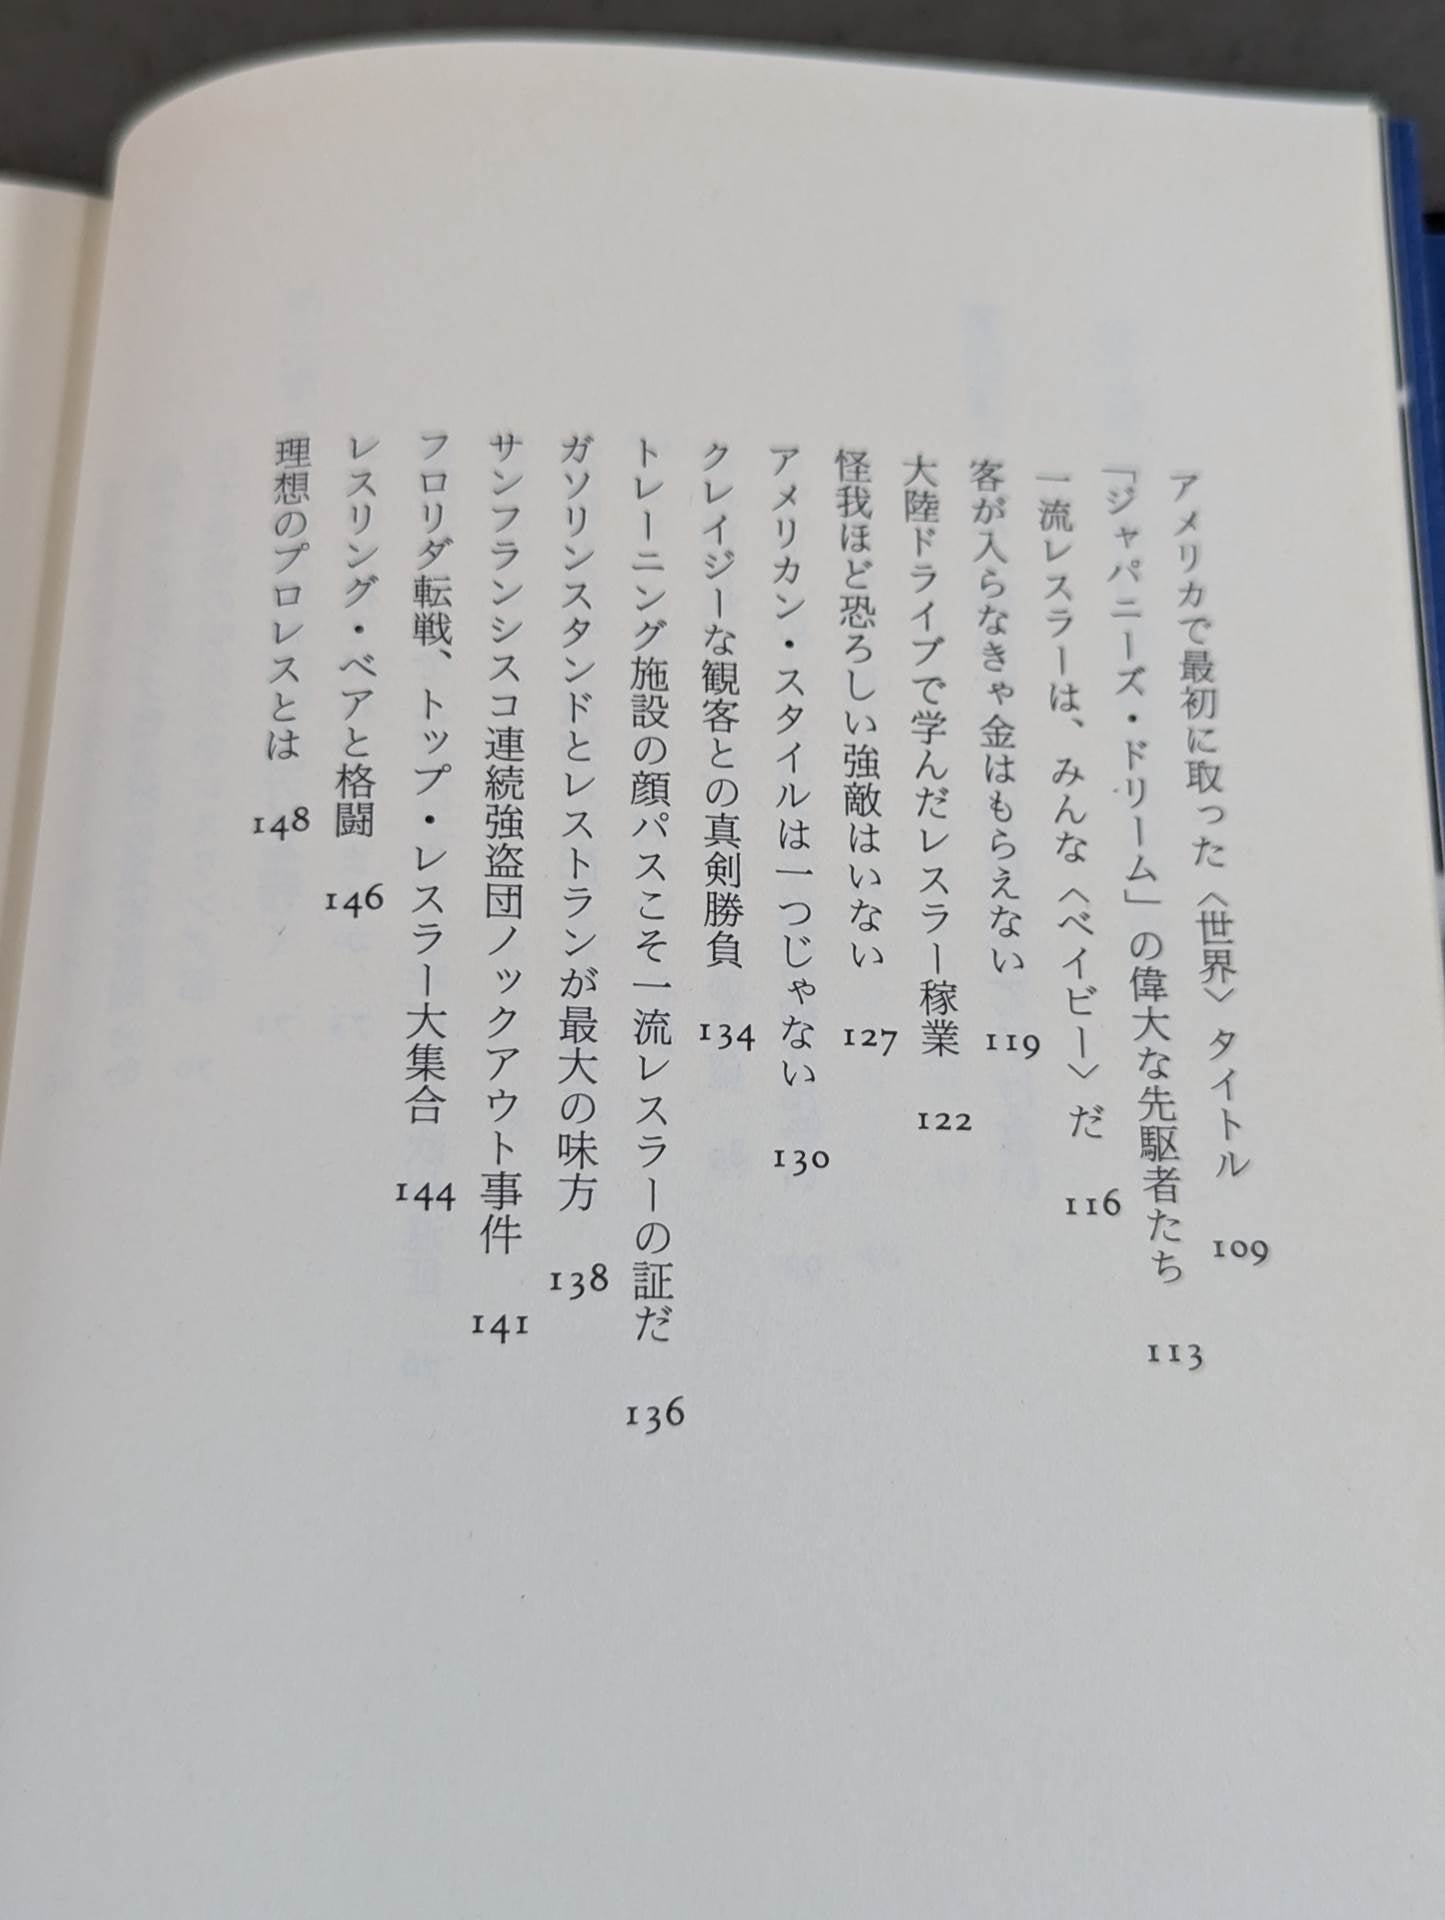 アメリカで最初に取った〈世界〉タイトル 109
「ジャパニーズ・ドリーム」の偉大な先駆者たち 113
一流レスラーは、みんな〈ベイビー〉だ 116
客が入らなきゃ金はもらえない 119
大陸ドライブで学んだレスラー稼業 122
怪我ほど恐ろしい強敵はいない 127
アメリカン・スタイルは一つじゃない 130
クレイジーな観客との真剣勝負 134
トレーニング施設の顔パスこそ一流レスラーの証だ 136
ガソリンスタンドとレストランが最大の味方 138
サンフランシスコ連続強盗団ノックアウト事件 141
フロリダ転戦、トップ・レスラー大集合 144
レスリング・ベアと格闘 146
理想のプロレスとは 148